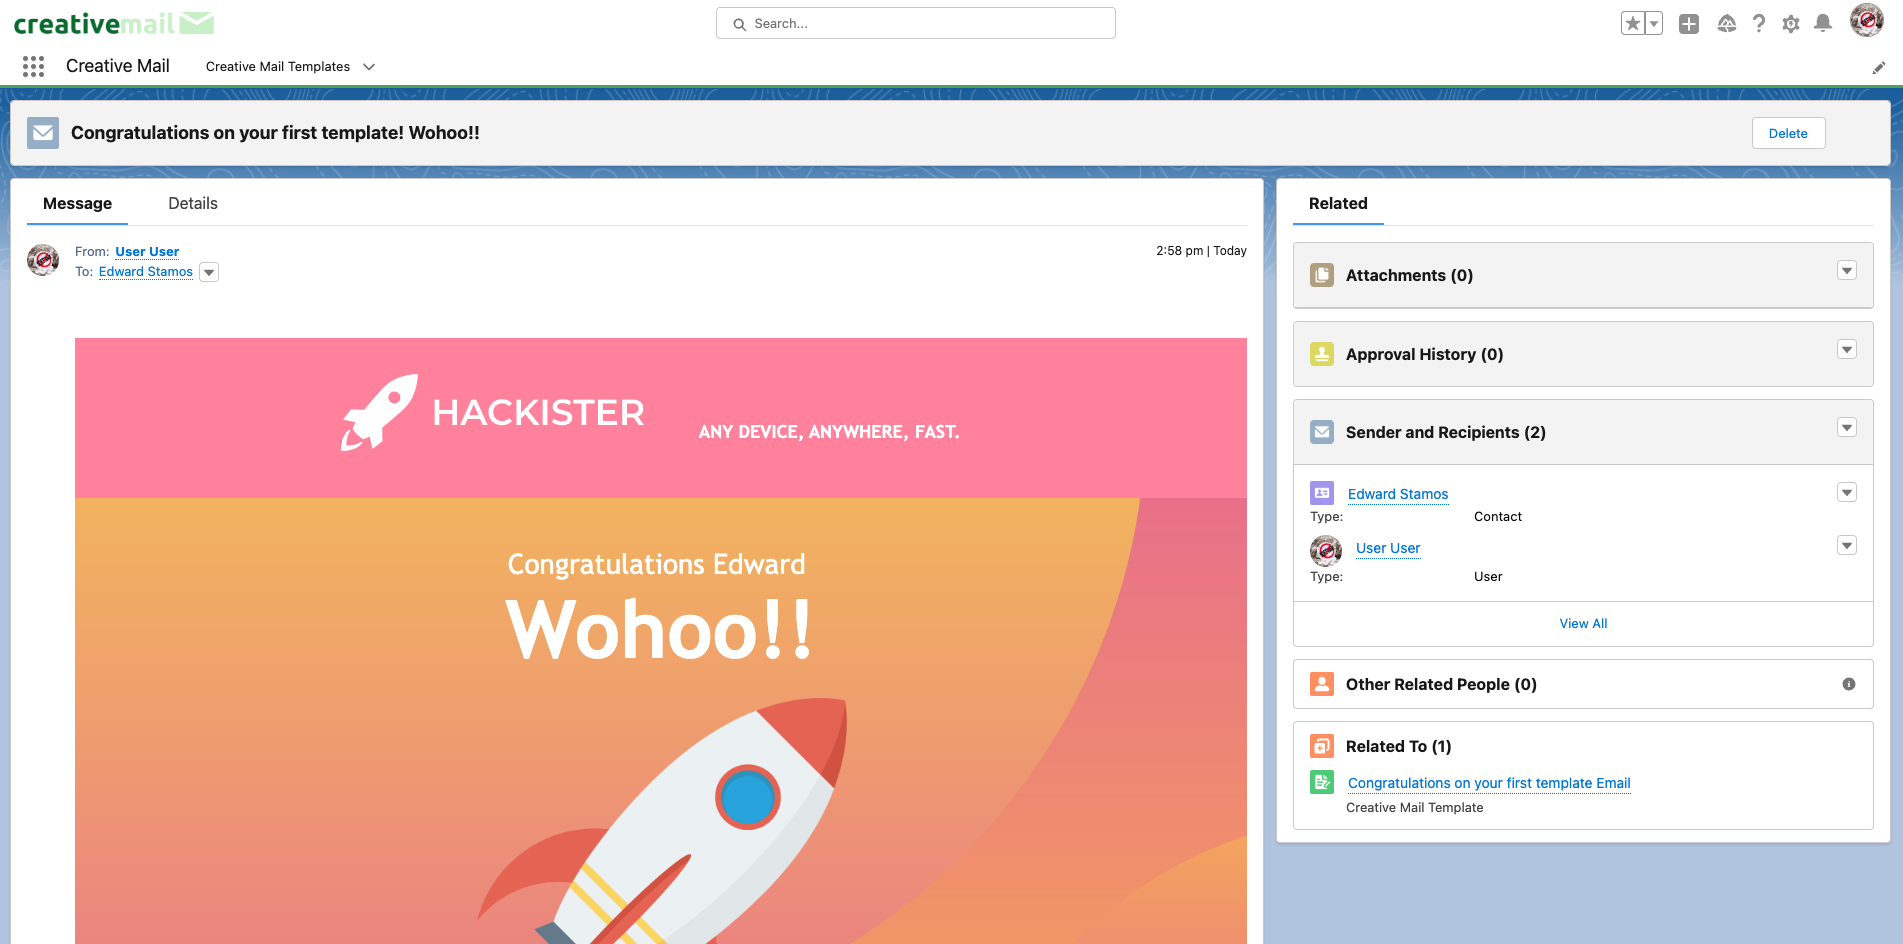 creativemail
Search...
Creative Mail
Creative Mail Templates
Congratulations on your first template! Wohoo!!
Delete
Message
Details
From: User User
2:58 pm | Today
To: Edward Stamos
HACKISTER
ANY DEVICE, ANYWHERE, FAST.
Congratulations Edward
Wohoo!!
Related
Attachments (0)
Approval History (0)
Sender and Recipients (2)
Edward Stamos
Type: Contact
User User
Type: User
View All
Other Related People (0)
Related To (1)
Congratulations on your first template Email
Creative Mail Template